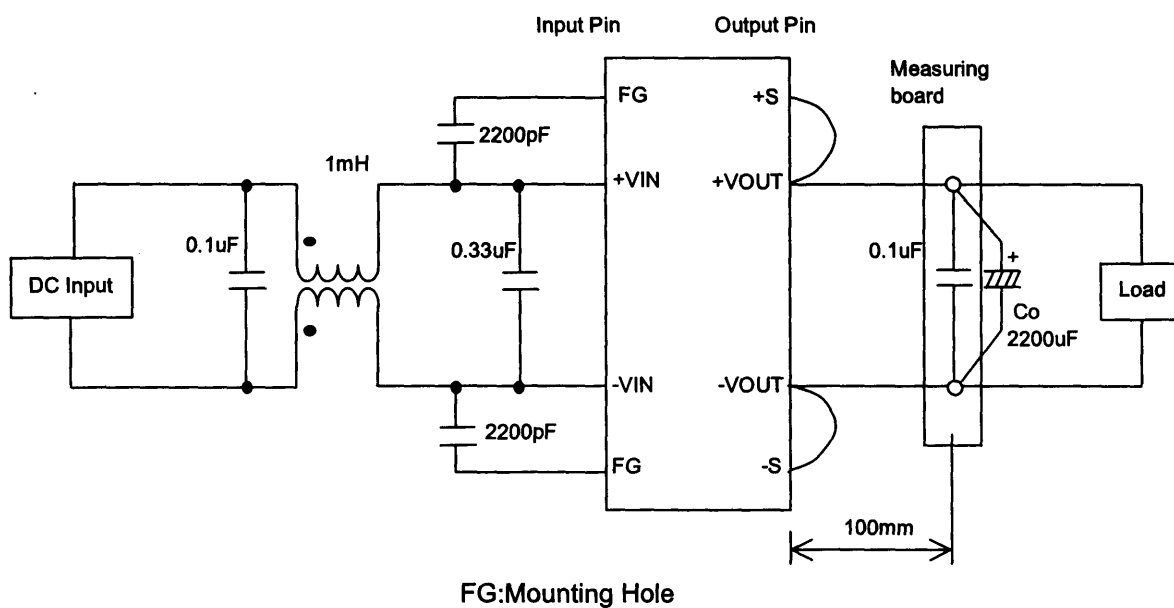 Input Pin
Output Pin
Measuring
board
FG
+S
2200pF
1mH
+VIN
+VOUT
0.1uF
0.33uF
0.1uF
+
DC Input
Load
Co
2200uF
-VIN
-VOUT
2200pF
FG
-S
100mm
FG:Mounting Hole